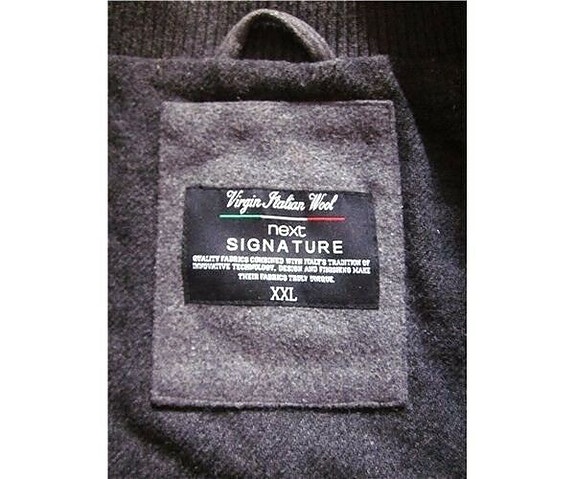 Virgin Italian Wool
next
SIGNATURE
QUALITY FABRICS COMBINED WITH ITALY'S TRADITION OF
INNOVATIVE TECHNOLOGY, DESIGN AND FINISHING MAKE
THEIR FABRICS TRULY UNIQUE.
XXL